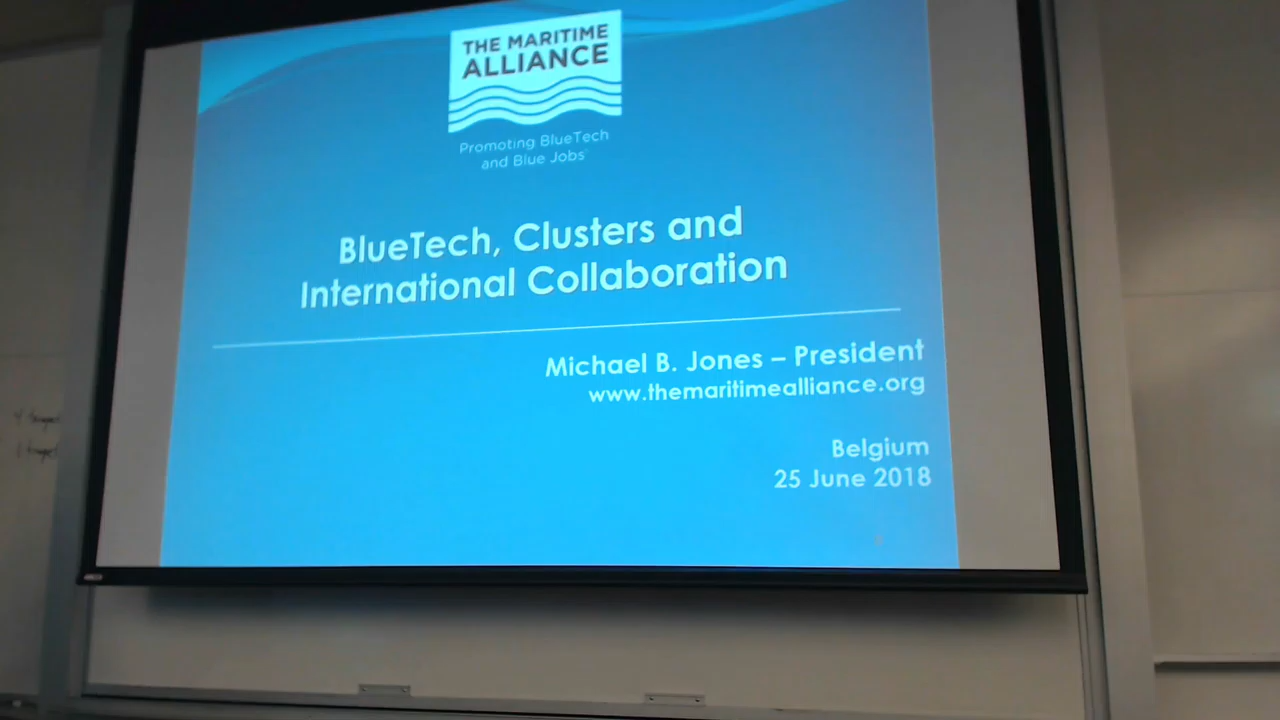 THE MARITIME
ALLIANCE
Promoting BlueTech
and Blue Jobs
BlueTech, Clusters and
International Collaboration
Michael B. Jones – President
www.themaritimealliance.org
Belgium
25 June 2018